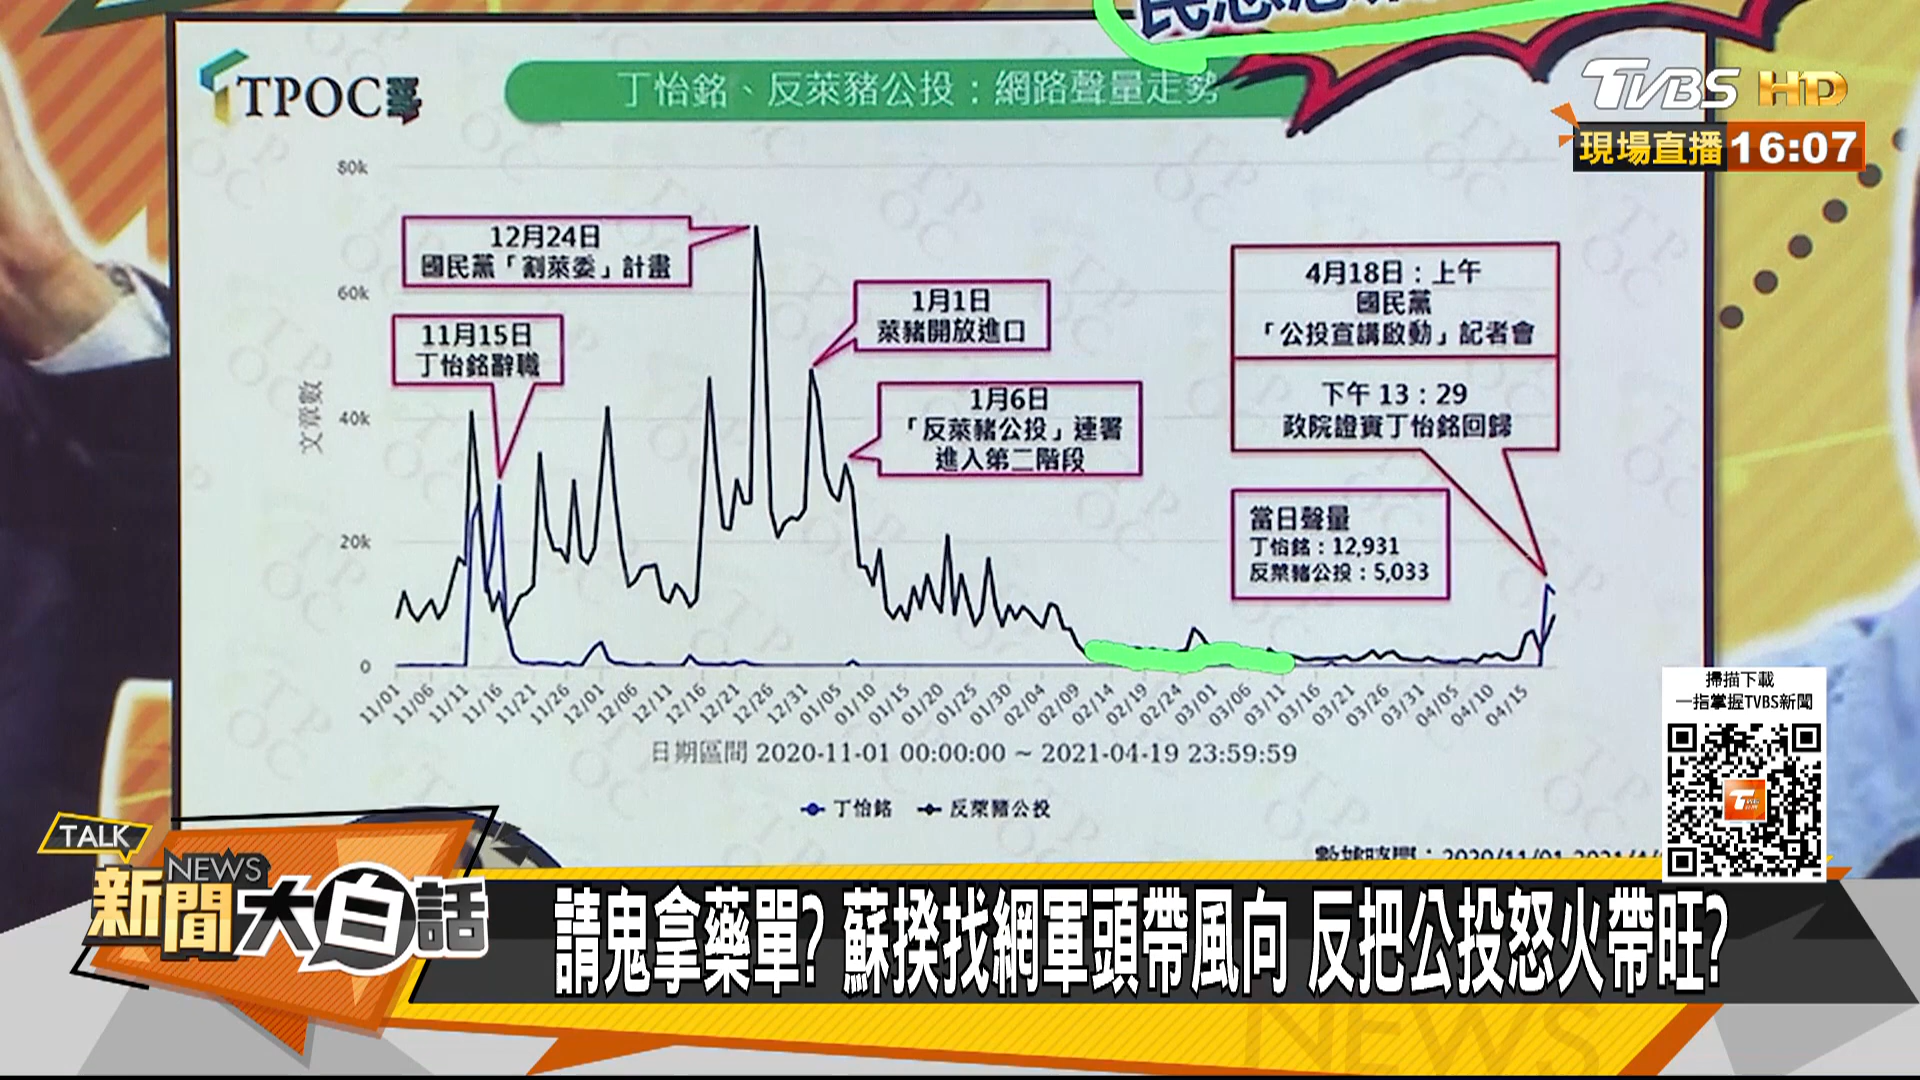 TPOC
丁怡銘、反萊豬公投：網路聲量走勢
TVBS HD
現場直播 16:07
80k
60k
40k
20k
0
文章數
12月24日
國民黨「割萊委」計畫
11月15日
丁怡銘辭職
1月1日
萊豬開放進口
1月6日
「反萊豬公投」連署
進入第二階段
4月18日：上午
國民黨
「公投宣講啟動」記者會
下午 13：29
政院證實丁怡銘回歸
當日聲量
丁怡銘：12,931
反萊豬公投：5,033
11/01 11/06 11/11 11/16 11/21 11/26 12/01 12/06 12/11 12/16 12/21 12/26 12/31 01/05 01/10 01/15 01/20 01/25 01/30 02/04 02/09 02/14 02/19 02/24 03/01 03/06 03/11 03/16 03/21 03/26 03/31 04/05 04/10 04/15
日期區間 2020-11-01 00:00:00 ~ 2021-04-19 23:59:59
丁怡銘 反萊豬公投
掃描下載
一指掌握TVBS新聞
TALK
NEWS
新聞大白話
請鬼拿藥單? 蘇揆找網軍頭帶風向 反把公投怒火帶旺?
NEWS